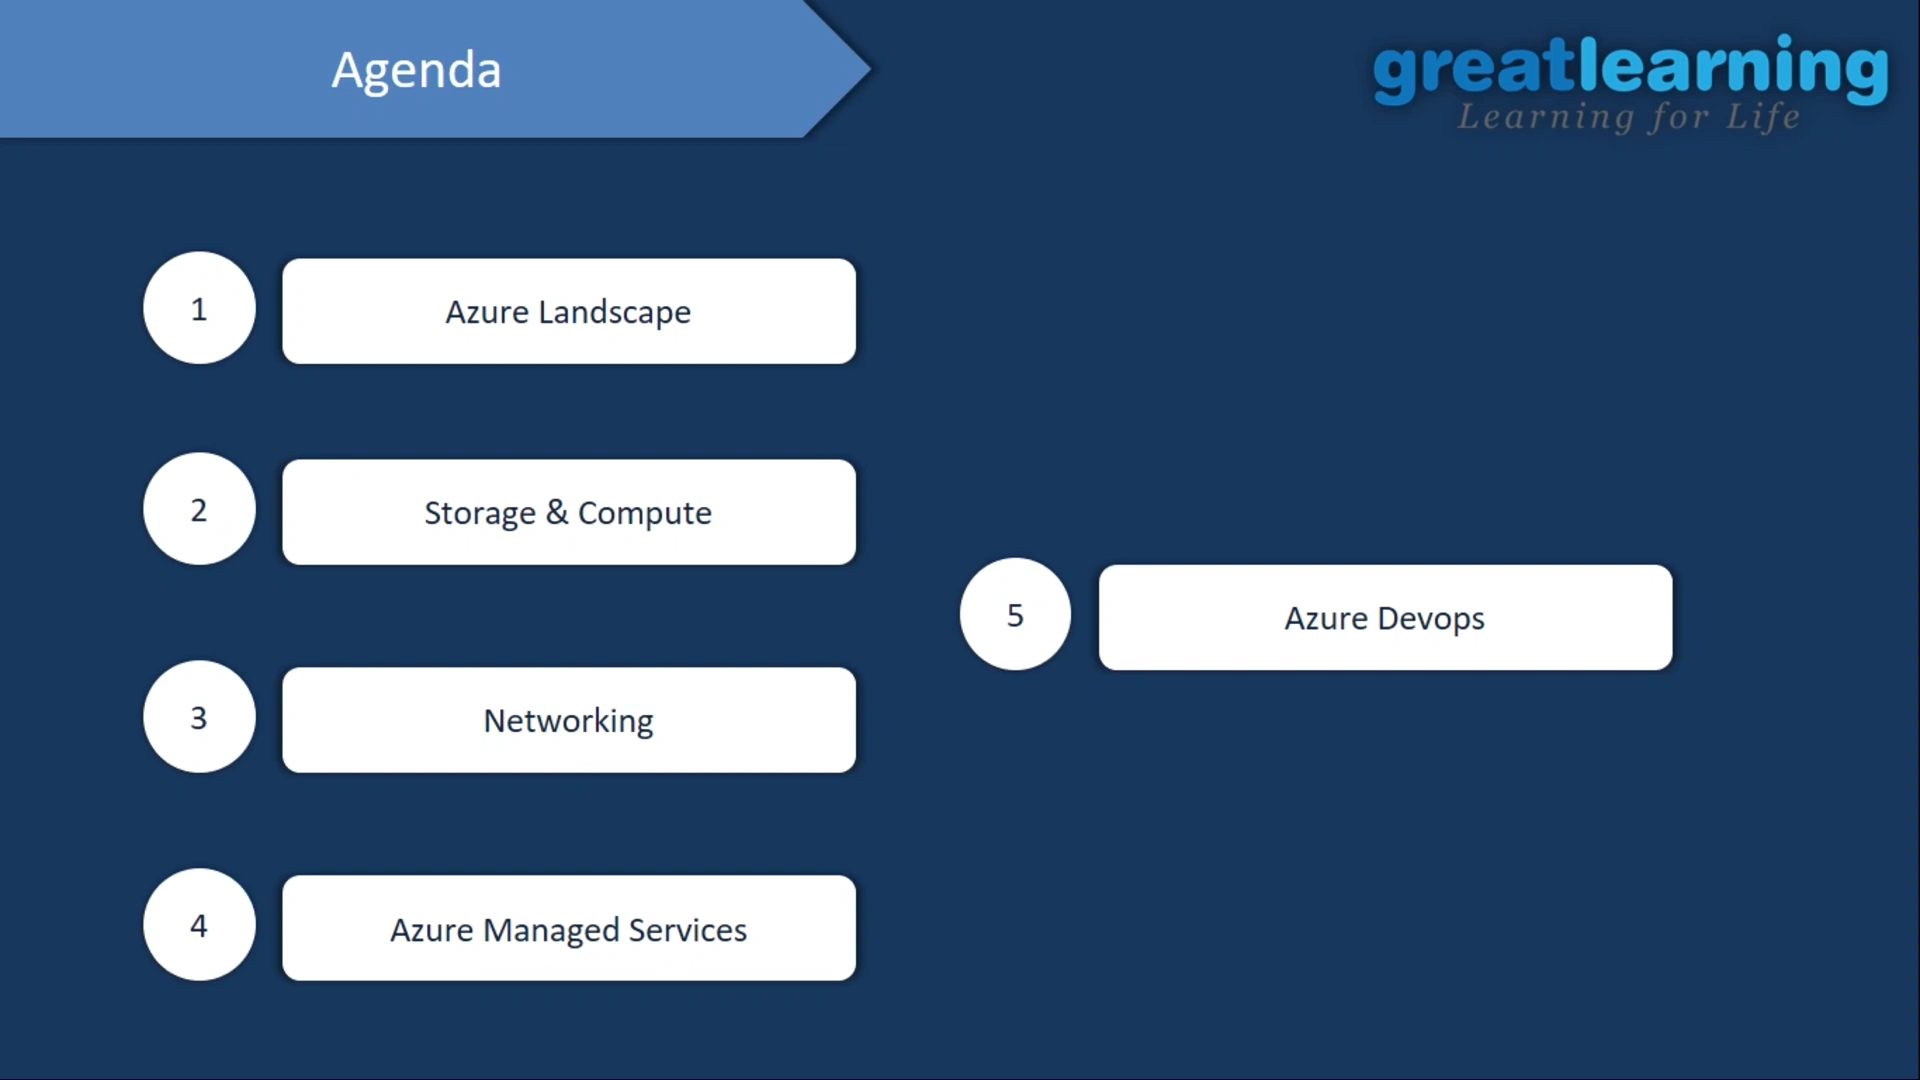 Agenda
greatlearning
Learning for Life
1
Azure Landscape
2
Storage & Compute
3
Networking
4
Azure Managed Services
5
Azure Devops